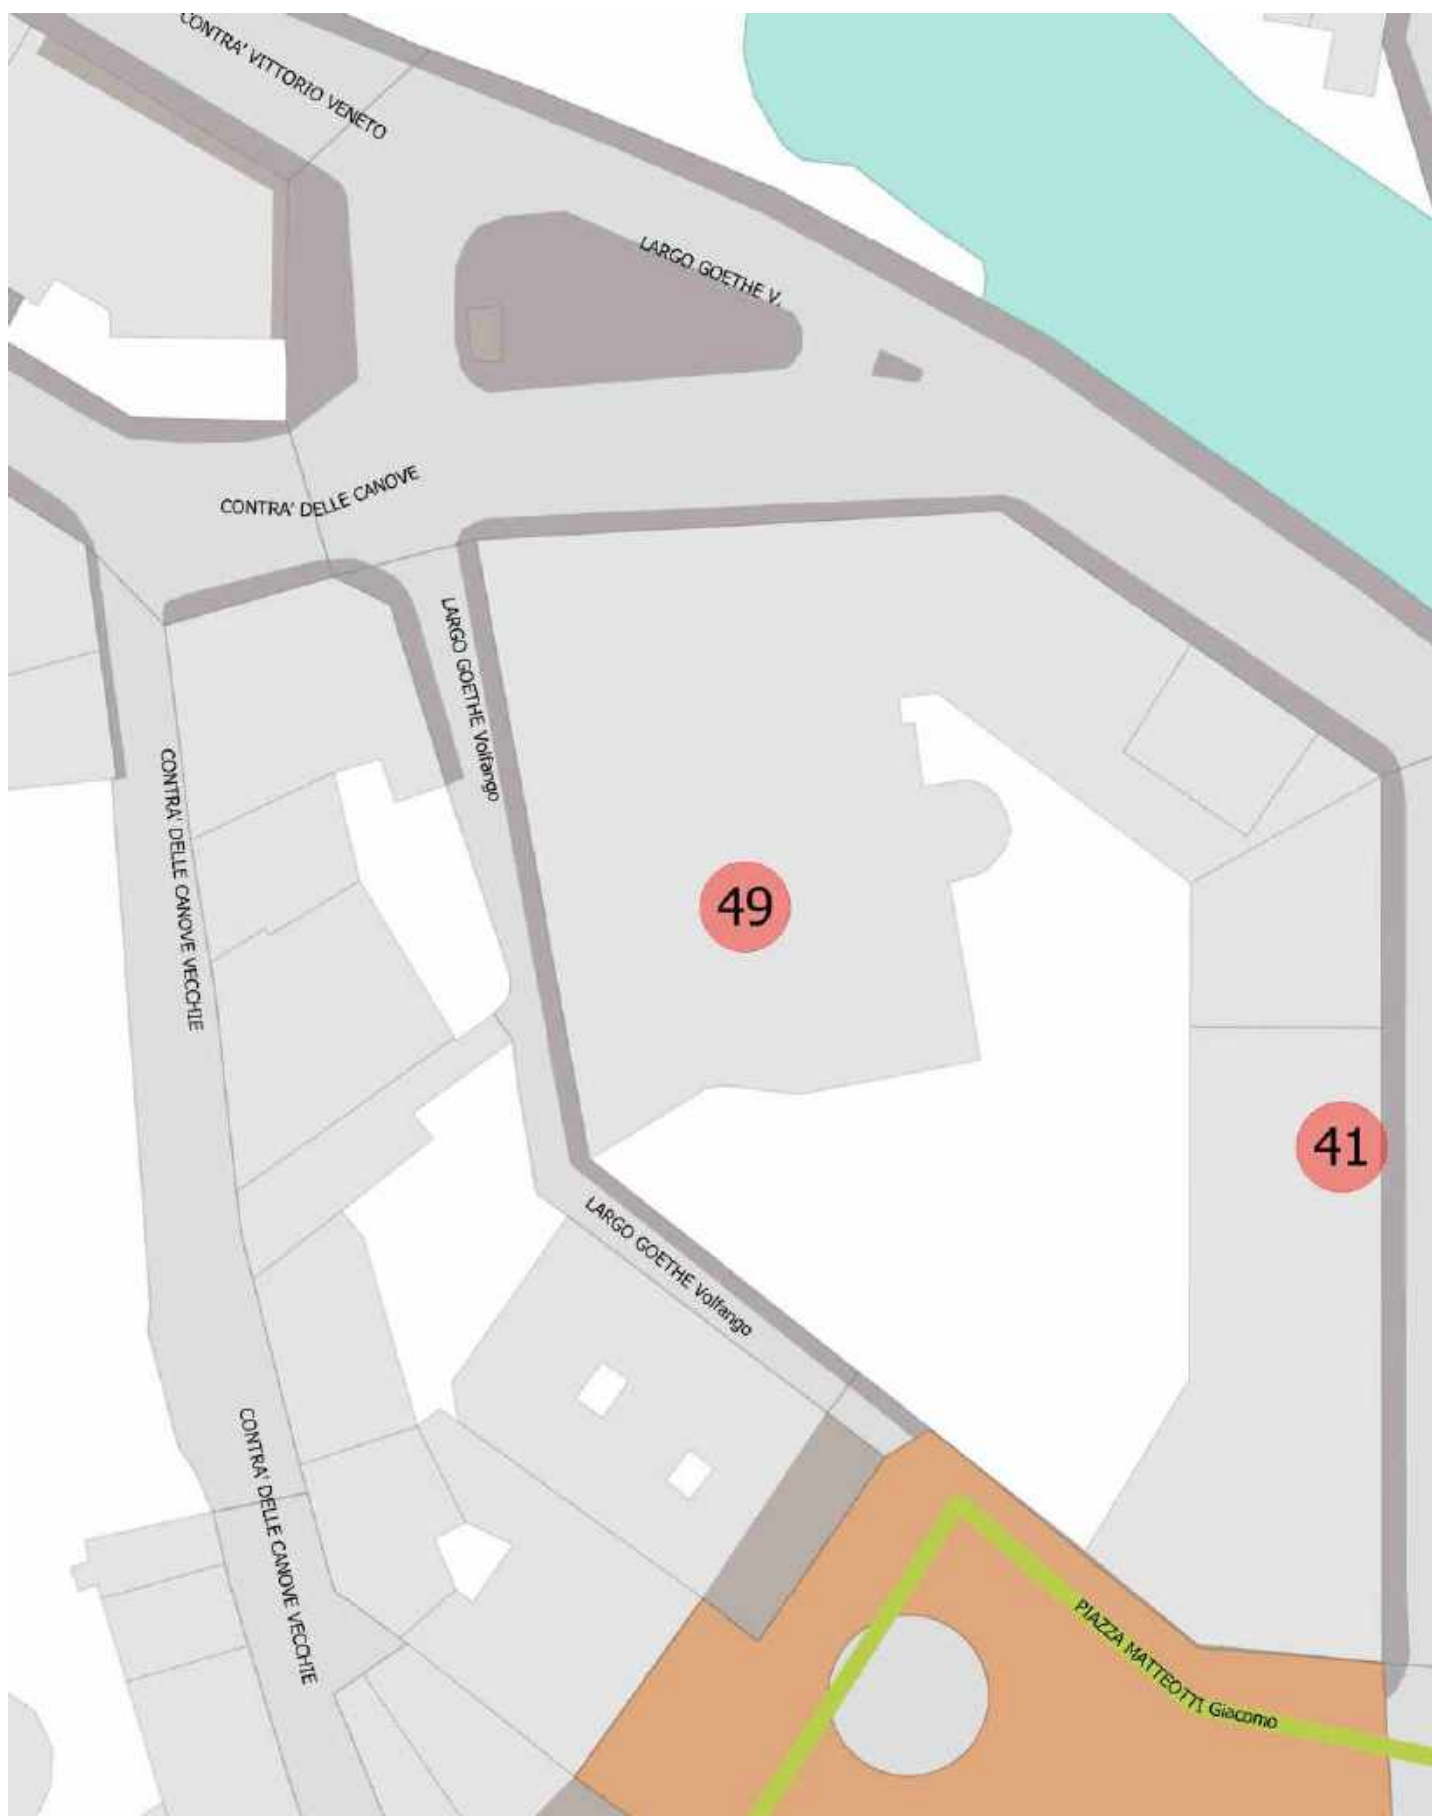 CONTRA' VITTORIO VENETO
LARGO GOETHE V.
CONTRA' DELLE CANOVE
LARGO GOETHE Volfango
CONTRA' DELLE CANOVE VECCHIE
49
41
LARGO GOETHE Volfango
CONTRA' DELLE CANOVE VECCHIE
PIAZZA MATTEOTTI Giacomo